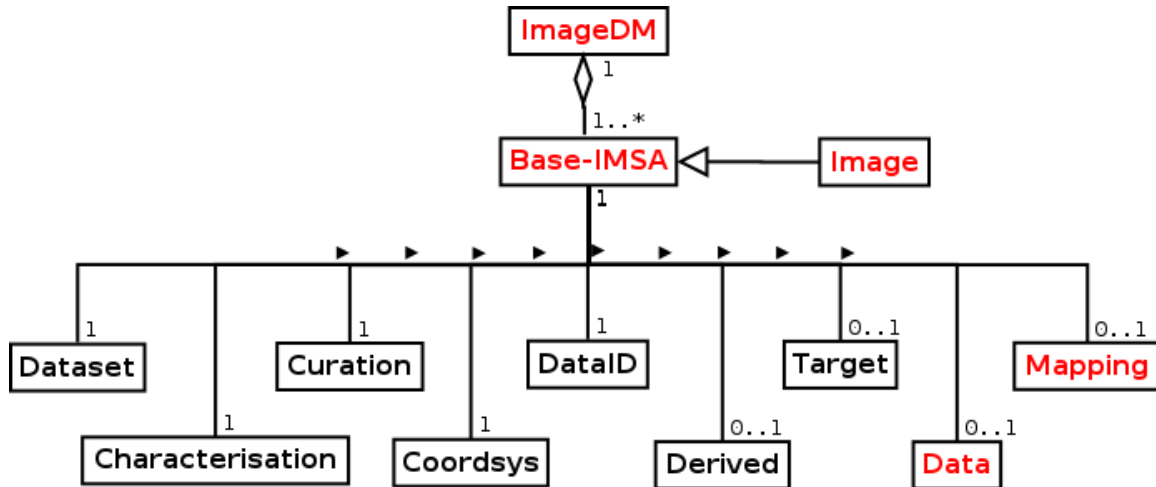 ImageDM
1
1..*
Base-IMSA
Image
1
1
1
1
0..1
0..1
Dataset
Curation
DataID
Target
Mapping
1
1
0..1
0..1
Characterisation
Coordsys
Derived
Data